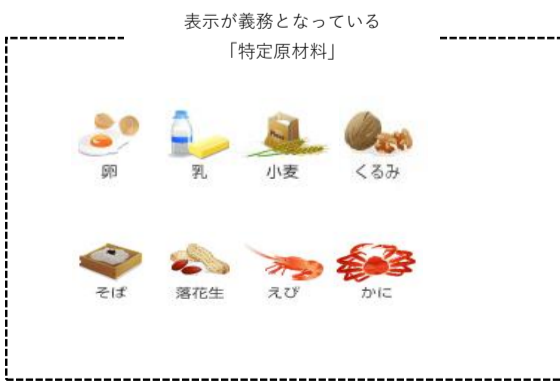 表示が義務となっている
「特定原材料」
卵 乳 小麦 くるみ
そば 落花生 えび かに